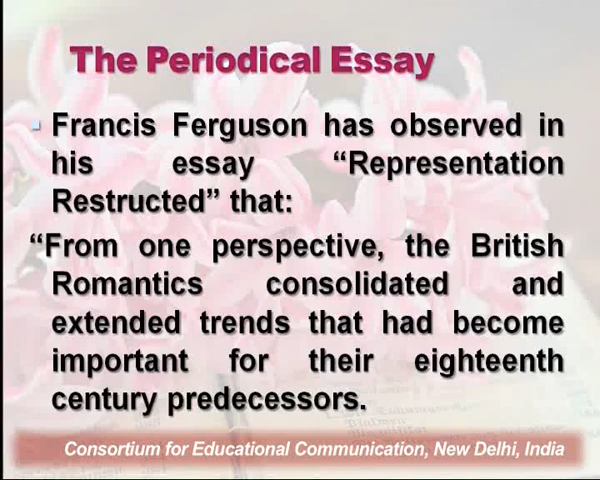 The Periodical Essay
Francis Ferguson has observed in
his essay “Representation
Restructed” that:
“From one perspective, the British
Romantics consolidated and
extended trends that had become
important for their eighteenth
century predecessors.
Consortium for Educational Communication, New Delhi, India